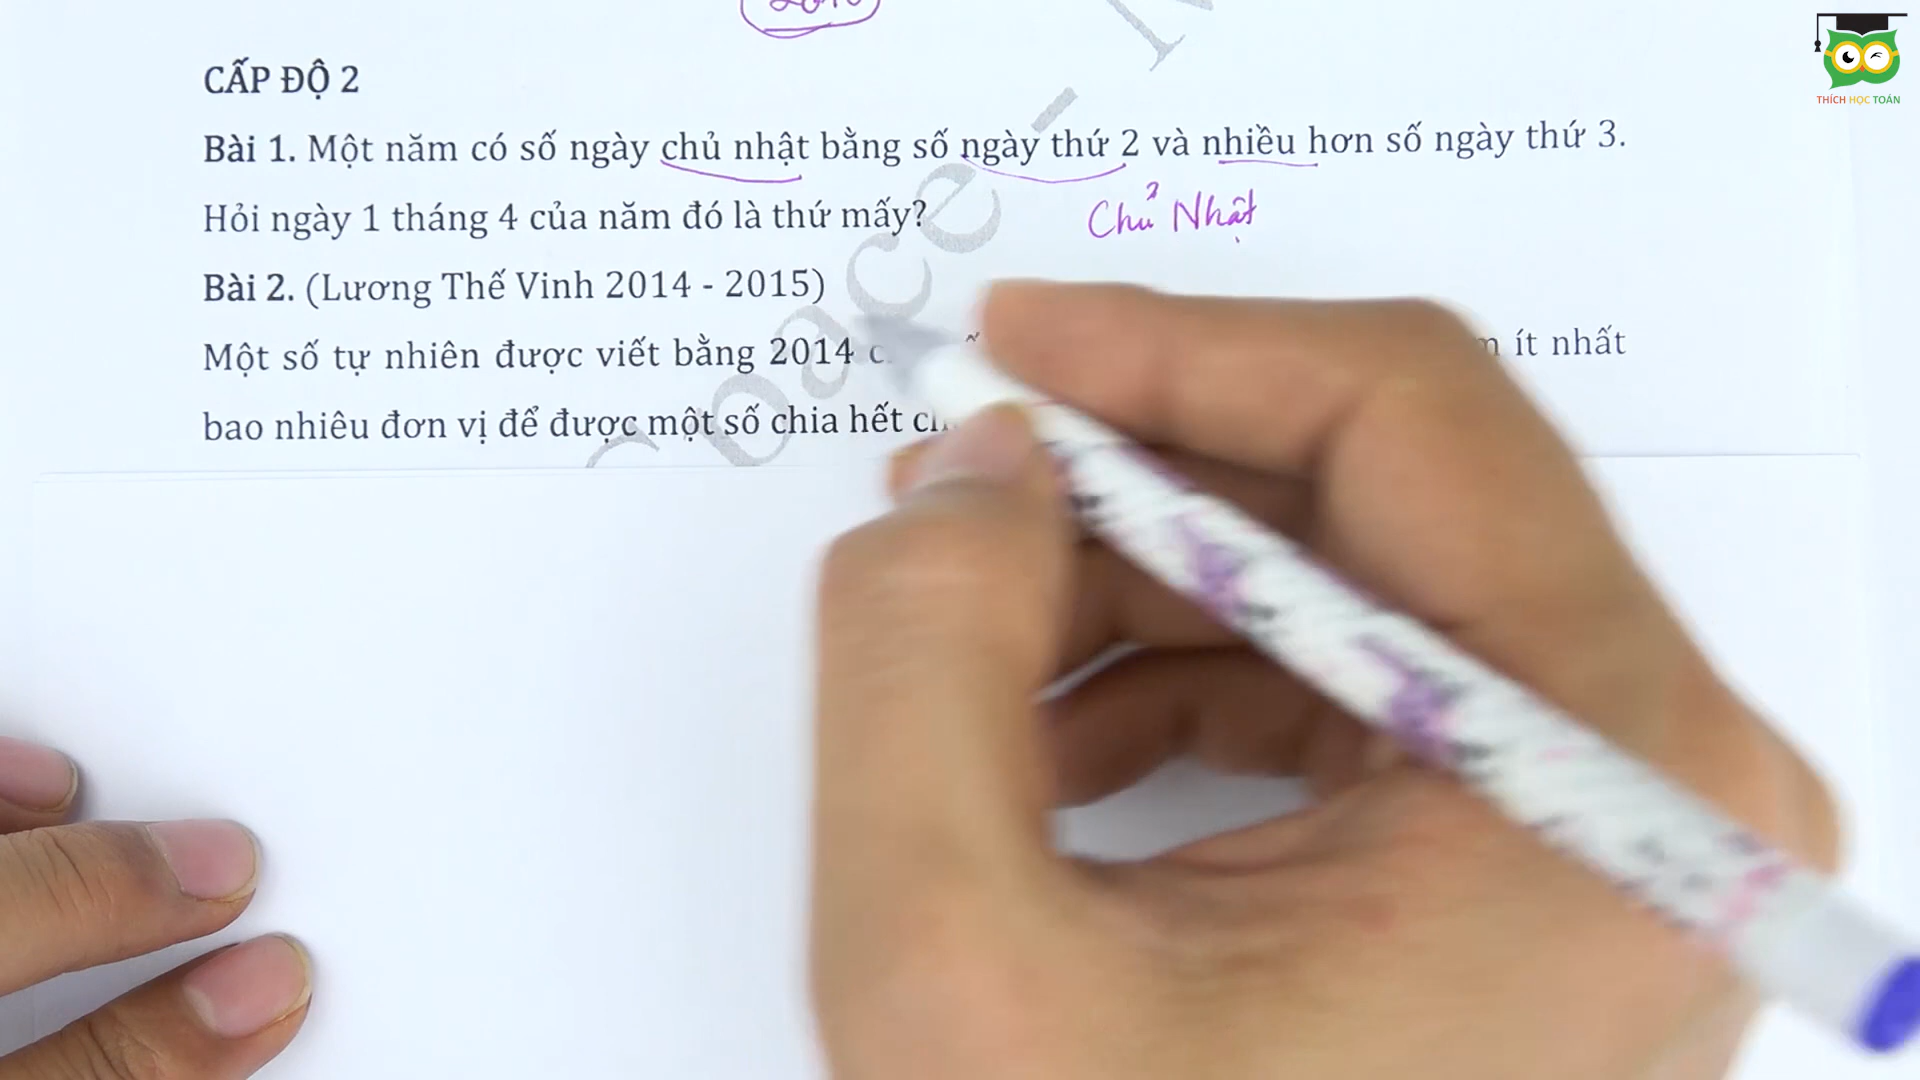 THÍCH HỌC TOÁN
CẤP ĐỘ 2
Bài 1. Một năm có số ngày chủ nhật bằng số ngày thứ 2 và nhiều hơn số ngày thứ 3.
Hỏi ngày 1 tháng 4 của năm đó là thứ mấy?
Chủ Nhật
Bài 2. (Lương Thế Vinh 2014 - 2015)
Một số tự nhiên được viết bằng 2014 ít nhất
bao nhiêu đơn vị để được một số chia hết